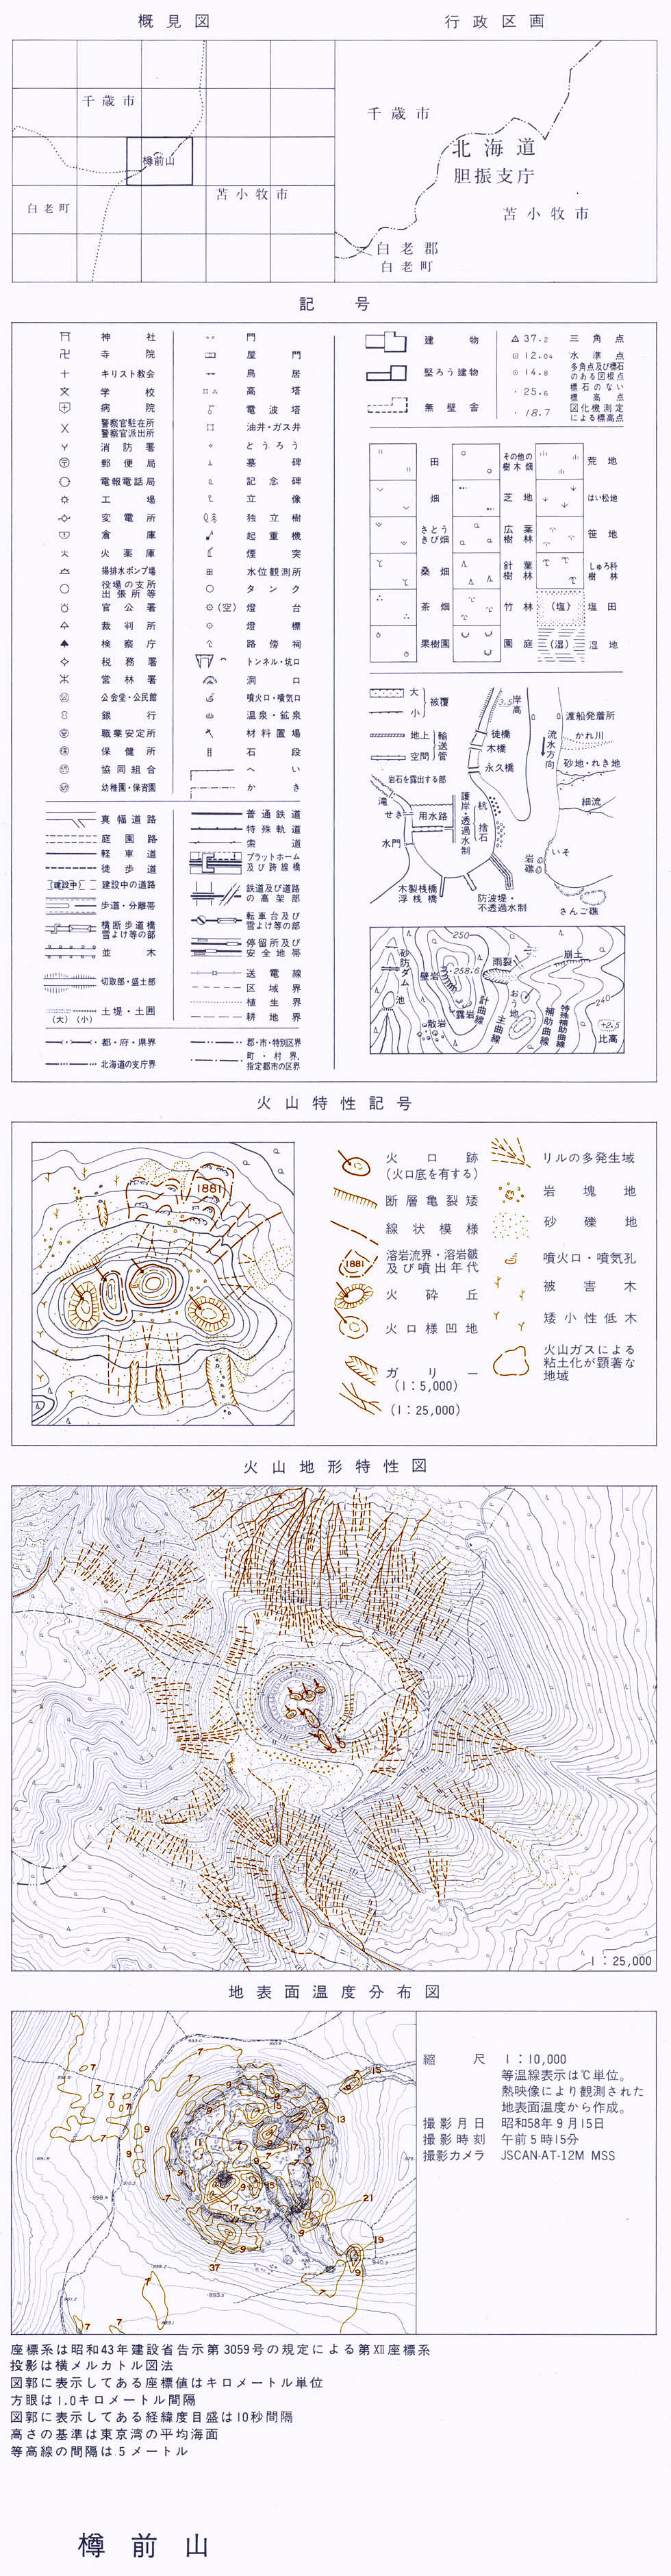 概見図
行政区画
千歳市
樽前山
白老町
苫小牧市
千歳市
北海道
胆振支庁
苫小牧市
白老郡
白老町
記号
神社
寺院
キリスト教会
学校
病院
警察官駐在所
警察官派出所
消防署
郵便局
電報電話局
工場
変電所
倉庫
火薬庫
揚排水ポンプ場
役場の支所
出張所等
官公署
裁判所
検察庁
税務署
営林署
公会堂・公民館
銀行
職業安定所
保健所
協同組合
幼稚園・保育園
門
屋門
鳥居
高塔
電波塔
油井・ガス井
とうろう
墓碑
記念碑
立像
独立樹
起重機
煙突
水位観測所
タンク
(空) 燈台
燈標
路傍祠
トンネル・坑口
洞口
噴火口・噴気口
温泉・鉱泉
材料置場
石段
へい
かき
真幅道路
庭園路
軽車道
徒歩道
(建設中) 建設中の道路
歩道・分離帯
横断歩道橋
雪よけ等の部
並木
切取部・盛土部
土堤・土囲
(大) (小)
都・府・県界
北海道の支庁界
普通鉄道
特殊軌道
索道
プラットホーム
及び跨線橋
鉄道及び道路
の高架部
転車台及び
雪よけ等の部
停留所及び
安全地帯
送電線
区域界
植生界
耕地界
郡・市・特別区界
町・村界,
指定都市の区界
建物
堅ろう建物
無壁舎
37.2 三角点
12.04 水準点
14.8 多角点及び標石
のある図根点
25.6 標石のない
標高点
18.7 図化機測定
による標高点
田
その他の
樹木畑
荒地
畑
芝地
はい松地
さとう
きび畑
広葉
樹林
笹地
桑畑
針葉
樹林
しゅろ科
樹林
茶畑
竹林
(塩) 塩田
果樹園
園庭
(湿) 湿地
大
小
被覆
地上
空間
輸送管
岩石を露出する部
滝
せき
用水路
水門
木製桟橋
浮桟橋
3.5
岸高
徒橋
木橋
永久橋
護岸・透過水制
杭
捨石
防波堤・
不透過水制
渡船発着所
かれ川
流水方向
砂地・れき地
細流
いそ
岩礁
さんご礁
250
砂防ダム
壁岩
258.6
池
散岩
露岩
計曲線
主曲線
雨裂
おう地
崩土
補助曲線
特殊補助曲線
240
+2.5
比高
火山特性記号
1881
火口跡
(火口底を有する)
断層亀裂矮
線状模様
1881
溶岩流界・溶岩皺
及び噴出年代
火砕丘
火口様凹地
ガリー
(1:5,000)
(1:25,000)
リルの多発生域
岩塊地
砂礫地
噴火口・噴気孔
被害木
矮小性低木
火山ガスによる
粘土化が顕著な
地域
火山地形特性図
1:25,000
地表面温度分布図
7
15
13
9
21
19
17
37
縮尺 1:10,000
等温線表示は℃単位。
熱映像により観測された
地表面温度から作成。
撮影月日 昭和58年9月15日
撮影時刻 午前5時15分
撮影カメラ JSCAN-AT-12M MSS
座標系は昭和43年建設省告示第3059号の規定による第XII座標系
投影は横メルカトル図法
図郭に表示してある座標値はキロメートル単位
方眼は1.0キロメートル間隔
図郭に表示してある経緯度目盛は10秒間隔
高さの基準は東京湾の平均海面
等高線の間隔は5メートル
樽前山